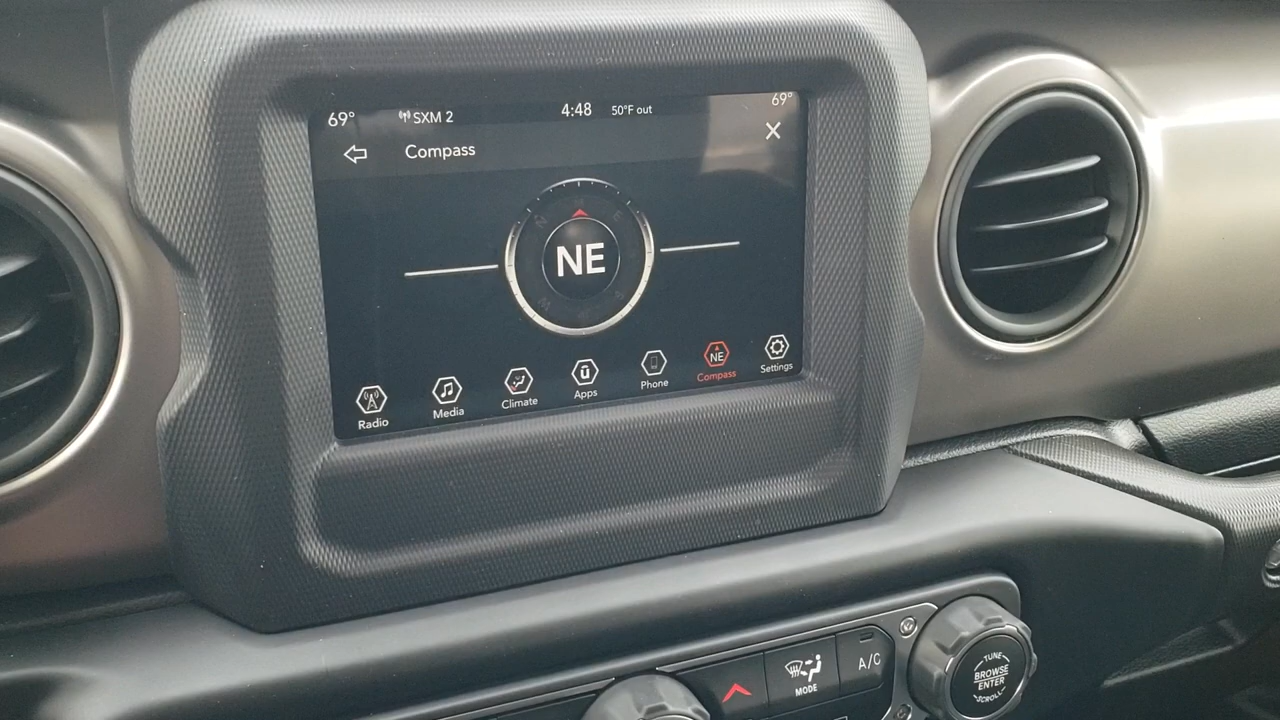 69° SXM 2 4:48 50°F out 69°
Compass
NE
Radio Media Climate Apps Phone NE Compass Settings
MODE
A/C
TUNE
BROWSE
ENTER
SCROLL